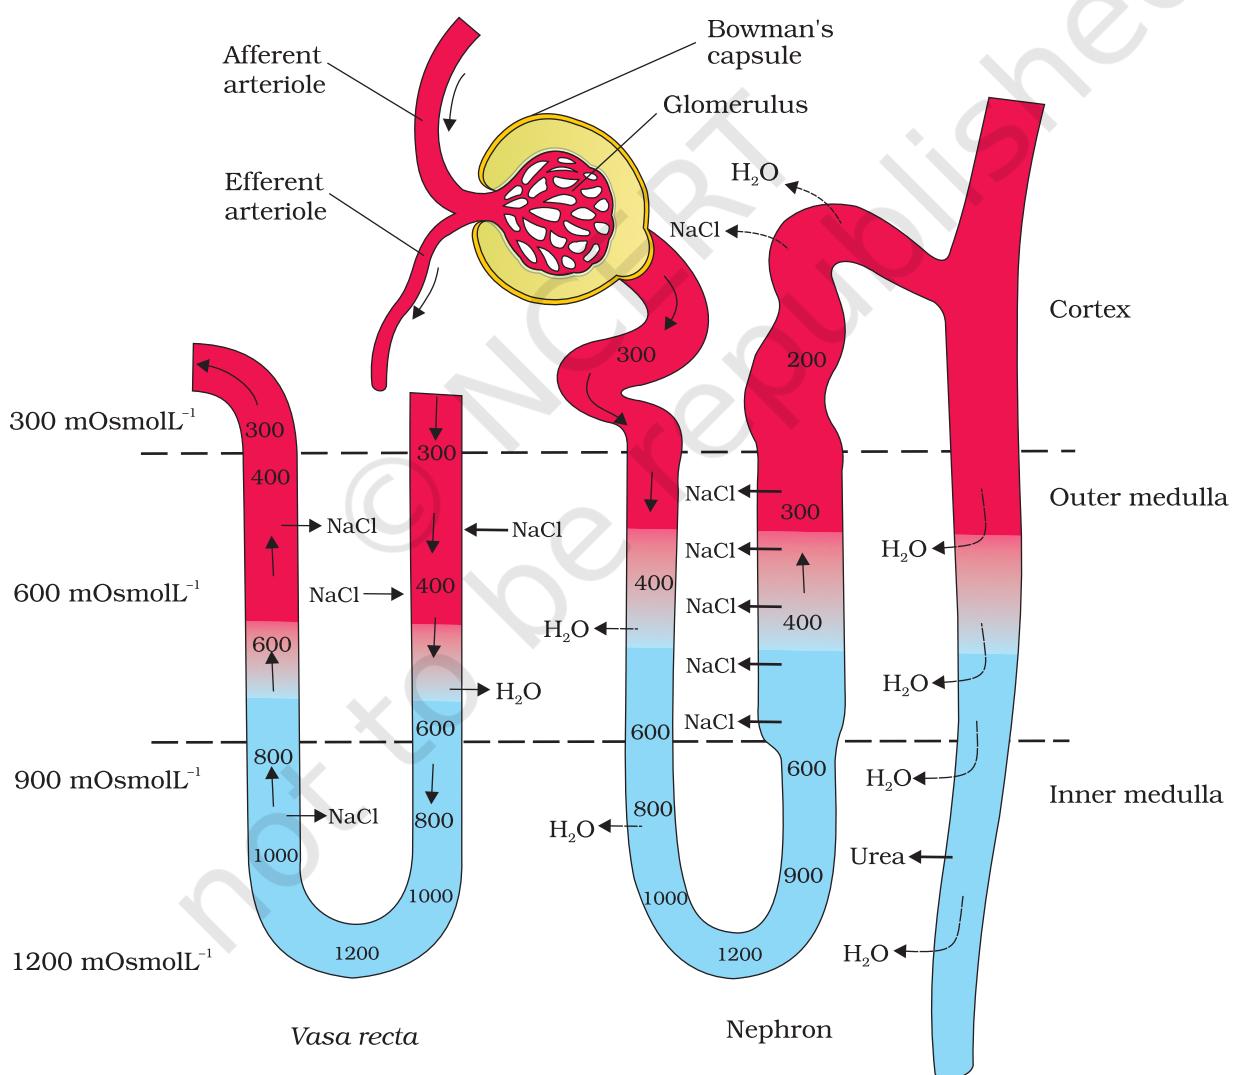 Bowman's
capsule
Afferent
arteriole
Glomerulus
Efferent
arteriole
H₂O
NaCl
Cortex
300
200
300 mOsmolL⁻¹
300
300
400
Outer medulla
NaCl
NaCl
NaCl
300
NaCl
H₂O
600 mOsmolL⁻¹
NaCl
400
400
NaCl
400
H₂O
600
NaCl
H₂O
H₂O
600
NaCl
600
900 mOsmolL⁻¹
800
600
H₂O
Inner medulla
NaCl
800
800
H₂O
1000
Urea
900
1000
1000
1200 mOsmolL⁻¹
1200
1200
H₂O
Vasa recta
Nephron
© NCERT
not to be republished